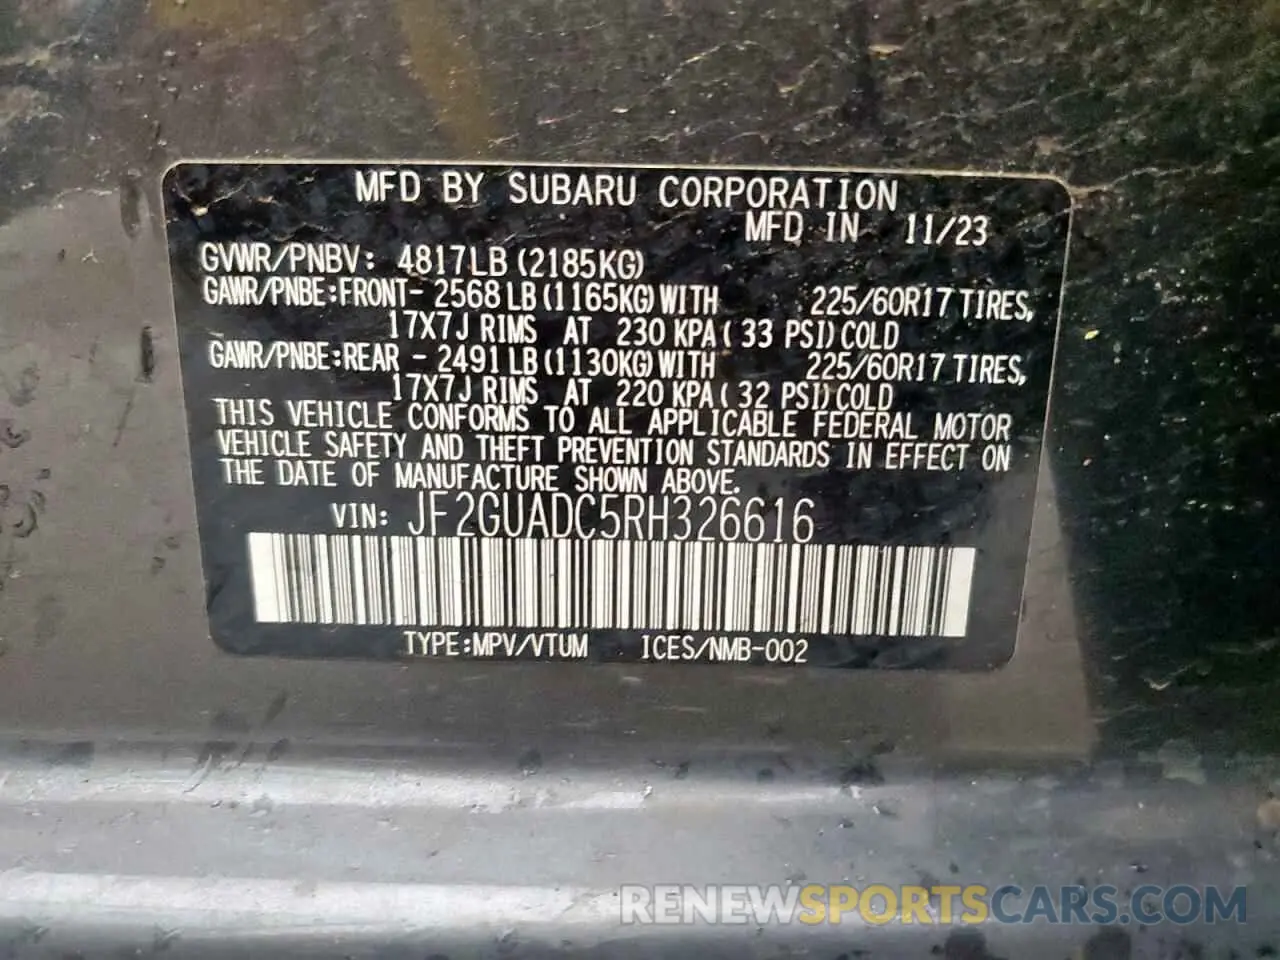 MFD BY SUBARU CORPORATION
MFD IN 11/23
GVWR/PNBV: 4817LB (2185KG)
GAWR/PNBE:FRONT- 2568LB (1165KG) WITH 225/60R17 TIRES,
17X7J RIMS AT 230 KPA ( 33 PSI) COLD
GAWR/PNBE:REAR - 2491LB (1130KG) WITH 225/60R17 TIRES,
17X7J RIMS AT 220 KPA ( 32 PSI) COLD
THIS VEHICLE CONFORMS TO ALL APPLICABLE FEDERAL MOTOR
VEHICLE SAFETY AND THEFT PREVENTION STANDARDS IN EFFECT ON
THE DATE OF MANUFACTURE SHOWN ABOVE.
VIN: JF2GUADC5RH326616
TYPE:MPV/VTUM ICES/NMB-002
RENEWSPORTSCARS.COM